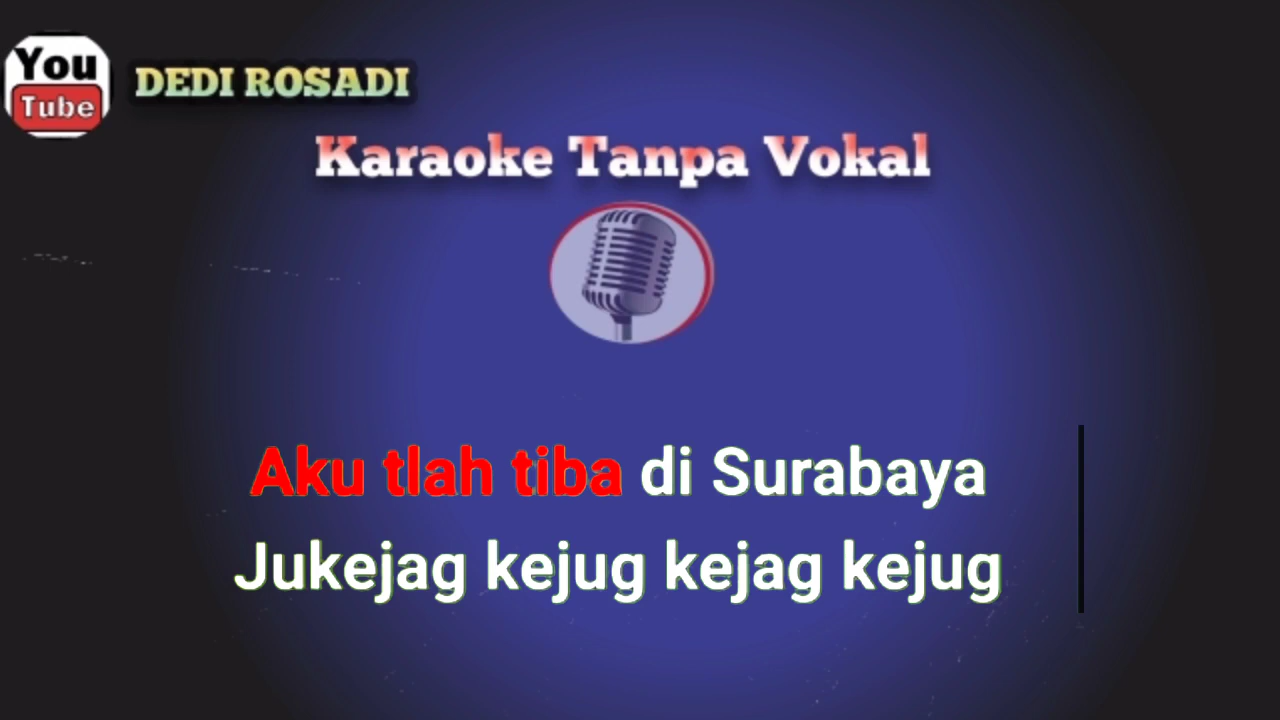 You
Tube
DEDI ROSADI
Karaoke Tanpa Vokal
Aku tlah tiba di Surabaya
Jukejag kejug kejag kejug